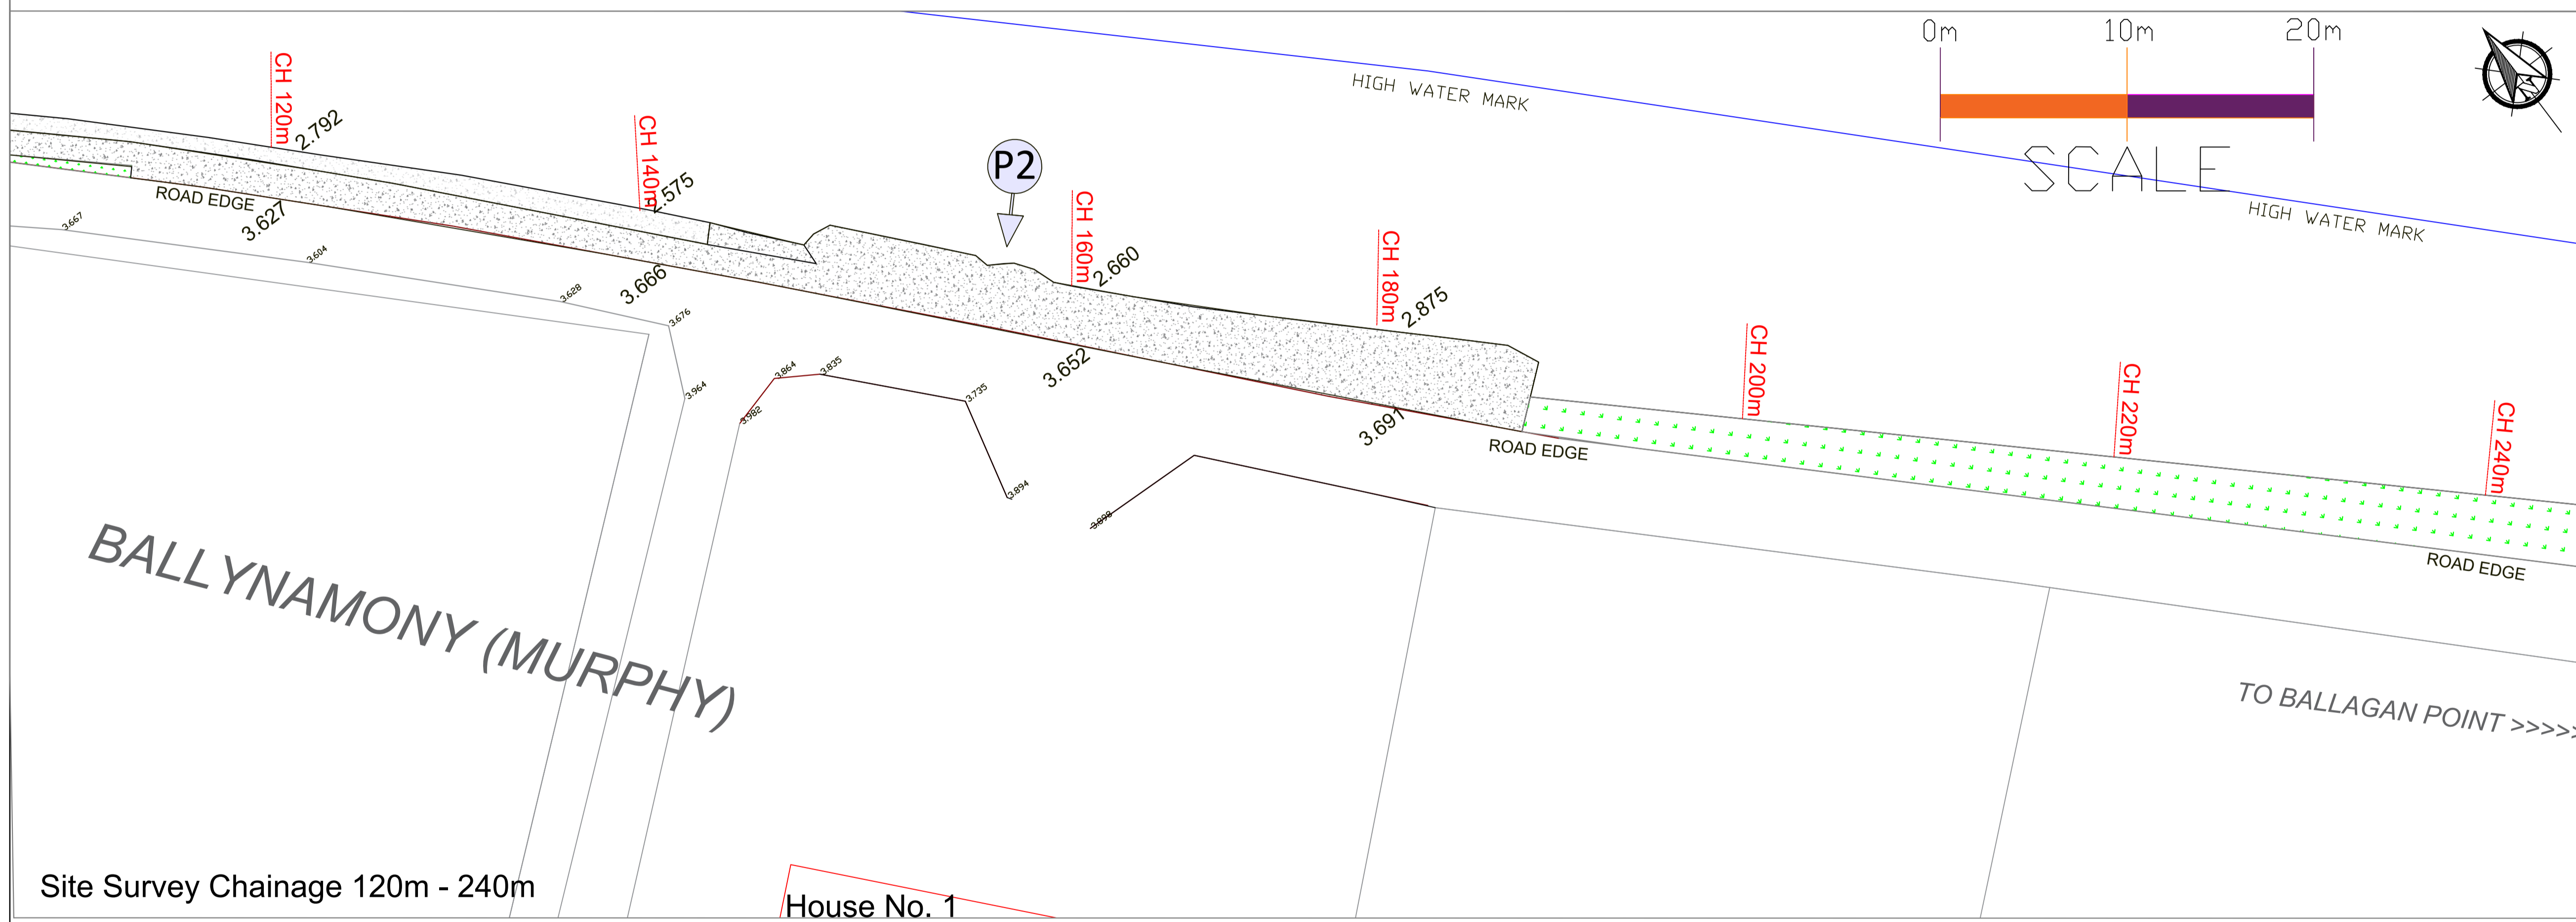 0m
10m
20m
SCALE
HIGH WATER MARK
HIGH WATER MARK
CH 120m
2.792
CH 140m
2.575
P2
CH 160m
2.660
CH 180m
2.875
CH 200m
CH 220m
CH 240m
ROAD EDGE
3.627
3.666
3.652
3.691
ROAD EDGE
ROAD EDGE
3.667
3.604
3.628
3.676
3.964
3.982
3.864
3.835
3.735
3.894
3.898
BALLYNAMONY (MURPHY)
TO BALLAGAN POINT >>>>>
Site Survey Chainage 120m - 240m
House No. 1